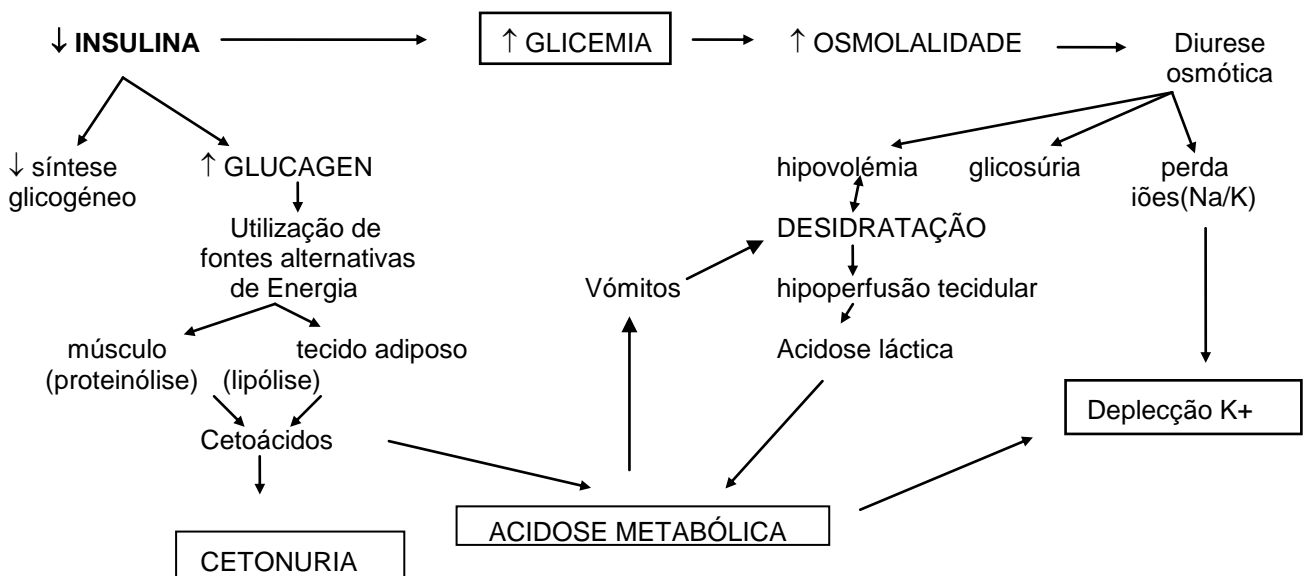 ↓ INSULINA
↑ GLICEMIA
↑ OSMOLALIDADE
Diurese
osmótica
↓ síntese
glicogéneo
↑ GLUCAGEN
hipovolémia
glicosúria
perda
iões(Na/K)
Utilização de
fontes alternativas
de Energia
DESIDRATAÇÃO
Vómitos
hipoperfusão tecidular
músculo
(proteinólise)
tecido adiposo
(lipólise)
Acidose láctica
Deplecção K+
Cetoácidos
ACIDOSE METABÓLICA
CETONURIA